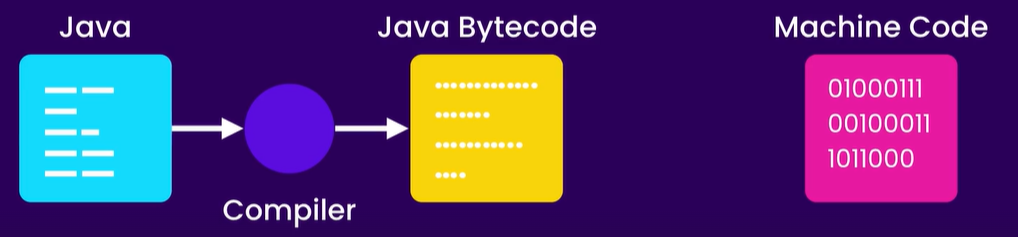 Java
Java Bytecode
Machine Code
01000111
00100011
1011000
Compiler